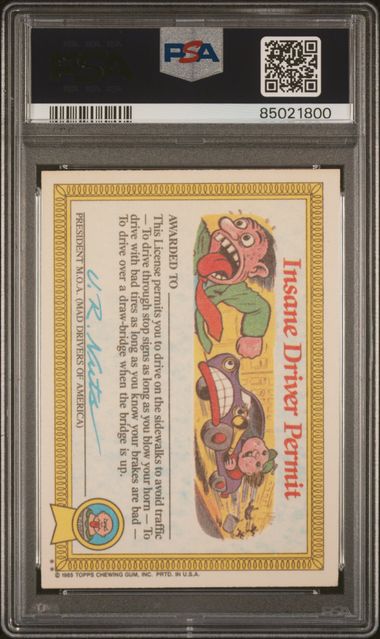 PSA
85021800
Insane Driver Permit
AWARDED TO
This License permits you to drive on the sidewalks to avoid traffic
— To drive through stop signs as long as you blow your horn — To
drive with bad tires as long as you know your brakes are bad —
To drive over a draw-bridge when the bridge is up.
U. R. Nuts
PRESIDENT M.O.A. (MAD DRIVERS OF AMERICA)
** © 1985 TOPPS CHEWING GUM, INC. PRTD. IN U.S.A.